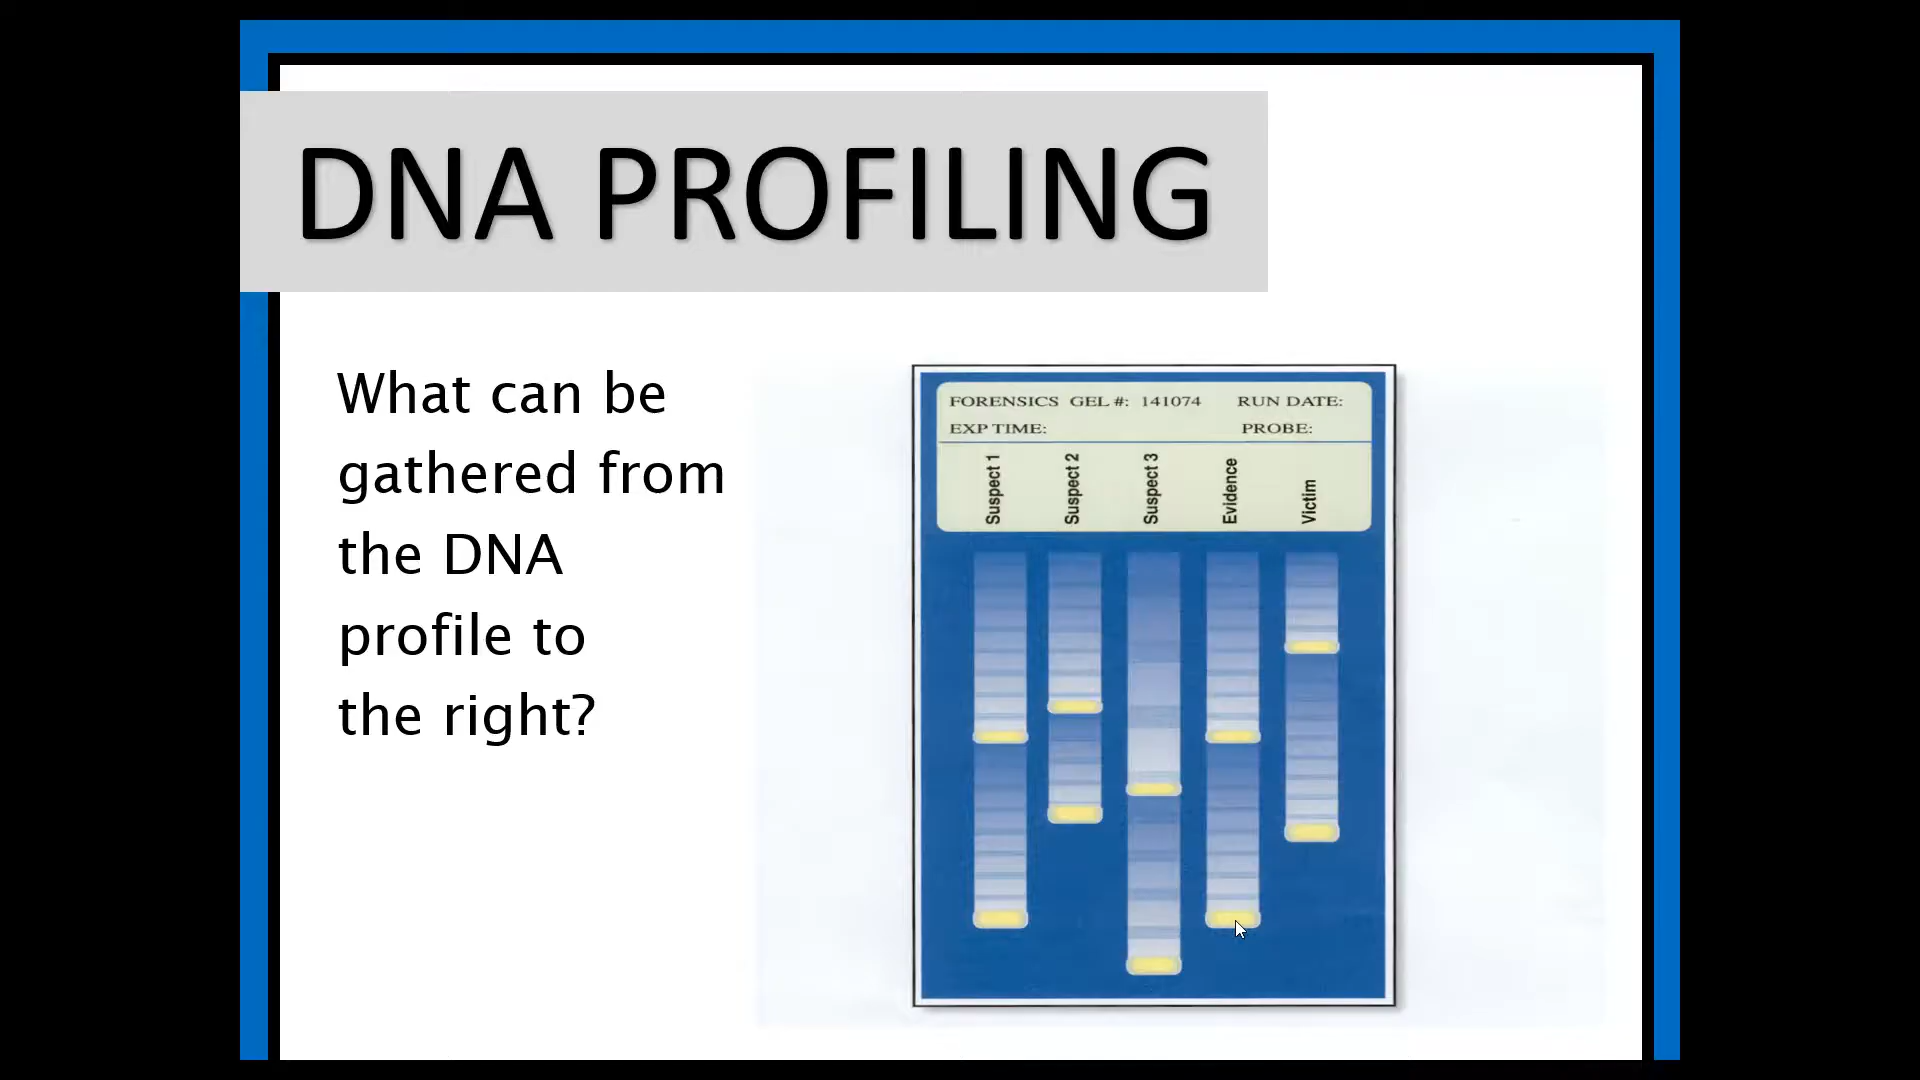 DNA PROFILING
What can be
gathered from
the DNA
profile to
the right?
FORENSICS GEL #: 141074 RUN DATE:
EXP TIME: PROBE:
Suspect 1
Suspect 2
Suspect 3
Evidence
Victim